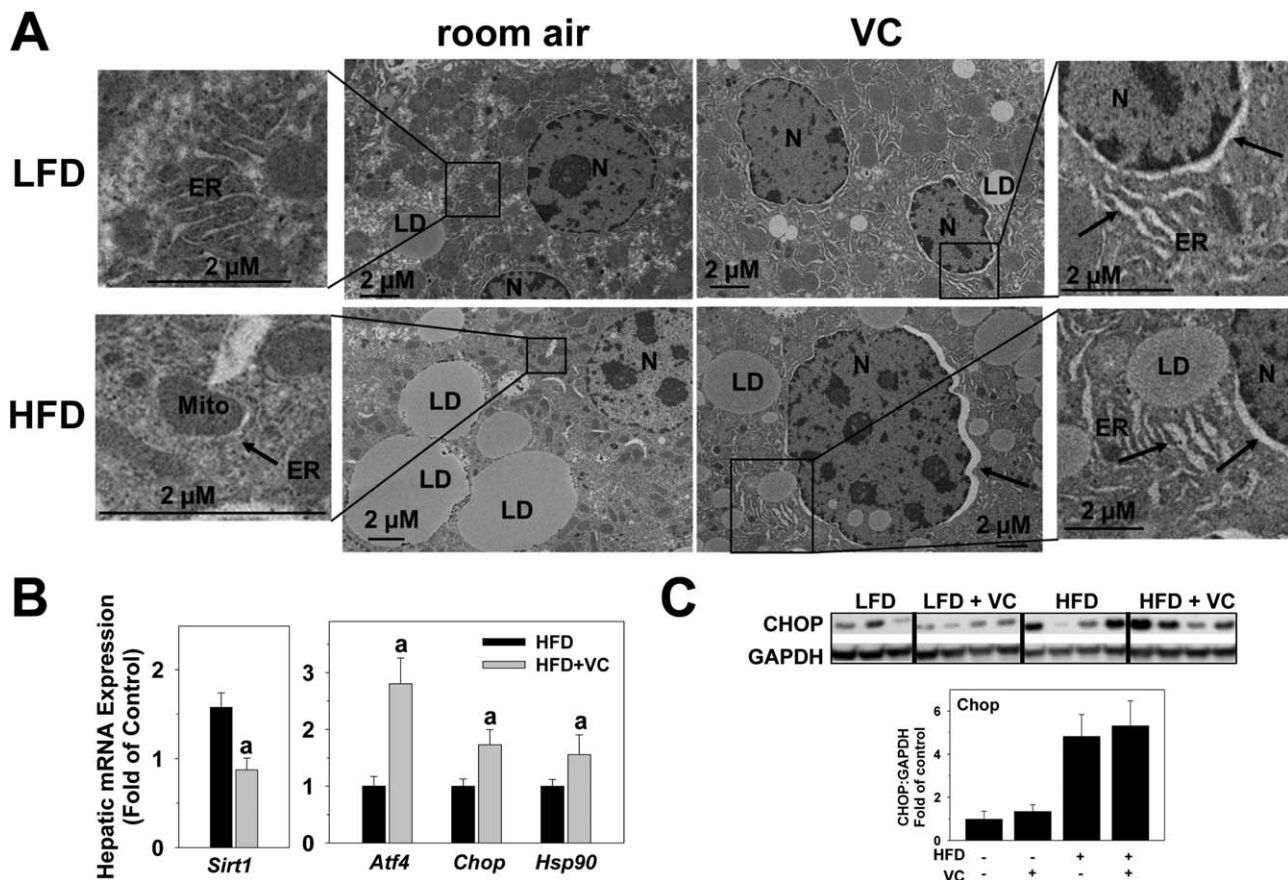 A
room air
VC
LFD
ER
2 µM
N
LD
N
2 µM
N
N
LD
2 µM
N
ER
2 µM
HFD
Mito
ER
2 µM
N
LD
LD
LD
2 µM
LD
N
2 µM
LD
ER
2 µM
B
Hepatic mRNA Expression
(Fold of Control)
2
1
0
Sirt1
3
2
1
0
HFD
HFD+VC
a
a
a
a
Atf4 Chop Hsp90
C
LFD LFD + VC HFD HFD + VC
CHOP
GAPDH
Chop
CHOP:GAPDH
Fold of control
6
4
2
0
HFD - - + +
VC - + - +